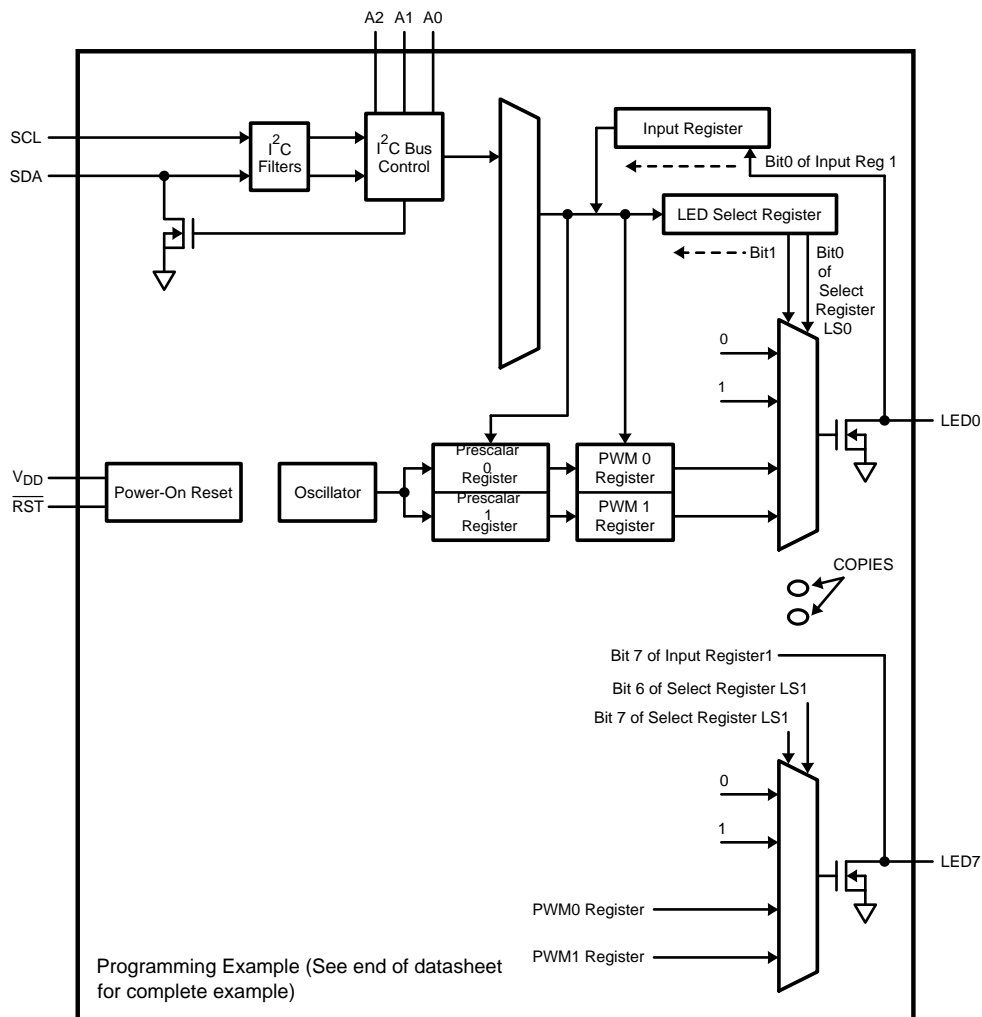 A2 A1 A0
SCL
SDA
I2C
Filters
I2C Bus
Control
Input Register
Bit0 of Input Reg 1
LED Select Register
Bit1
Bit0
of
Select
Register
LS0
0
1
LED0
VDD
RST
Power-On Reset
Oscillator
Prescalar
0
Register
Prescalar
1
Register
PWM 0
Register
PWM 1
Register
COPIES
Bit 7 of Input Register1
Bit 6 of Select Register LS1
Bit 7 of Select Register LS1
0
1
LED7
PWM0 Register
PWM1 Register
Programming Example (See end of datasheet
for complete example)